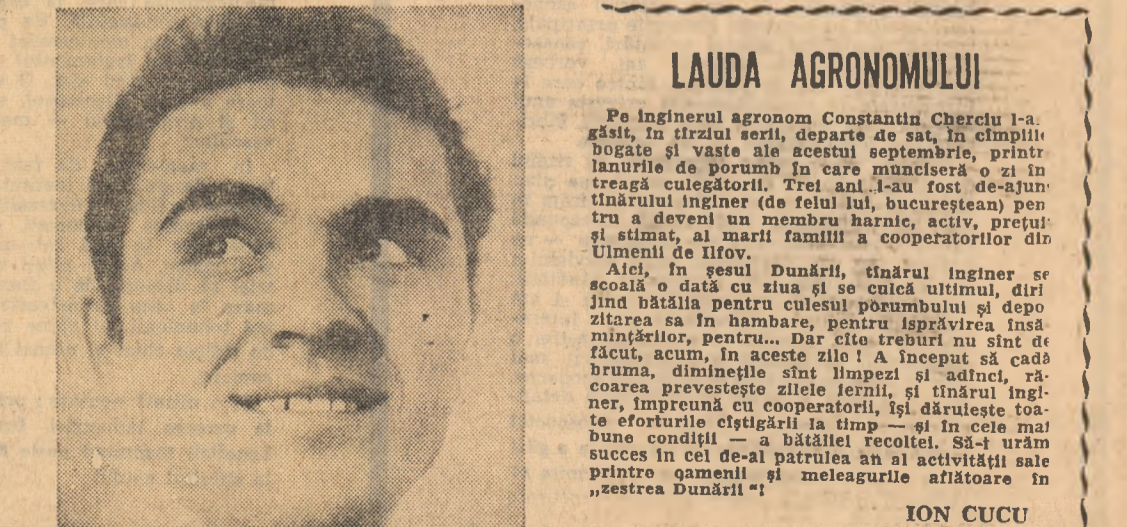 LAUDA AGRONOMULUI
Pe inginerul agronom Constantin Cherciu l-a
găsit, în tîrziul serii, departe de sat, în cîmpiile
bogate și vaste ale acestui septembrie, printr
lanurile de porumb în care munciseră o zi în
treagă culegătorii. Trei ani i-au fost de-ajun
tînărului inginer (de felul lui, bucureștean) pen
tru a deveni un membru harnic, activ, prețui
și stimat, al marii familii a cooperatorilor din
Ulmenii de Ilfov.
Aici, în șesul Dunării, tînărul inginer se
scoală o dată cu ziua și se culcă ultimul, diri
jind bătălia pentru culesul porumbului și depo
zitarea sa în hambare, pentru isprăvirea însă
mînțărilor, pentru... Dar cîte treburi nu sînt de
făcut, acum, în aceste zile ! A început să cadă
bruma, diminețile sînt limpezi și adînci, ră-
coarea prevestește zilele iernii, și tînărul ingi-
ner, împreună cu cooperatorii, își dăruiește toa-
te eforturile cîștigării la timp — și în cele mai
bune condiții — a bătăliei recoltei. Să-i urăm
succes în cel de-al patrulea an al activității sale
printre oamenii și meleagurile aflătoare în
„zestrea Dunării“!
ION CUCU